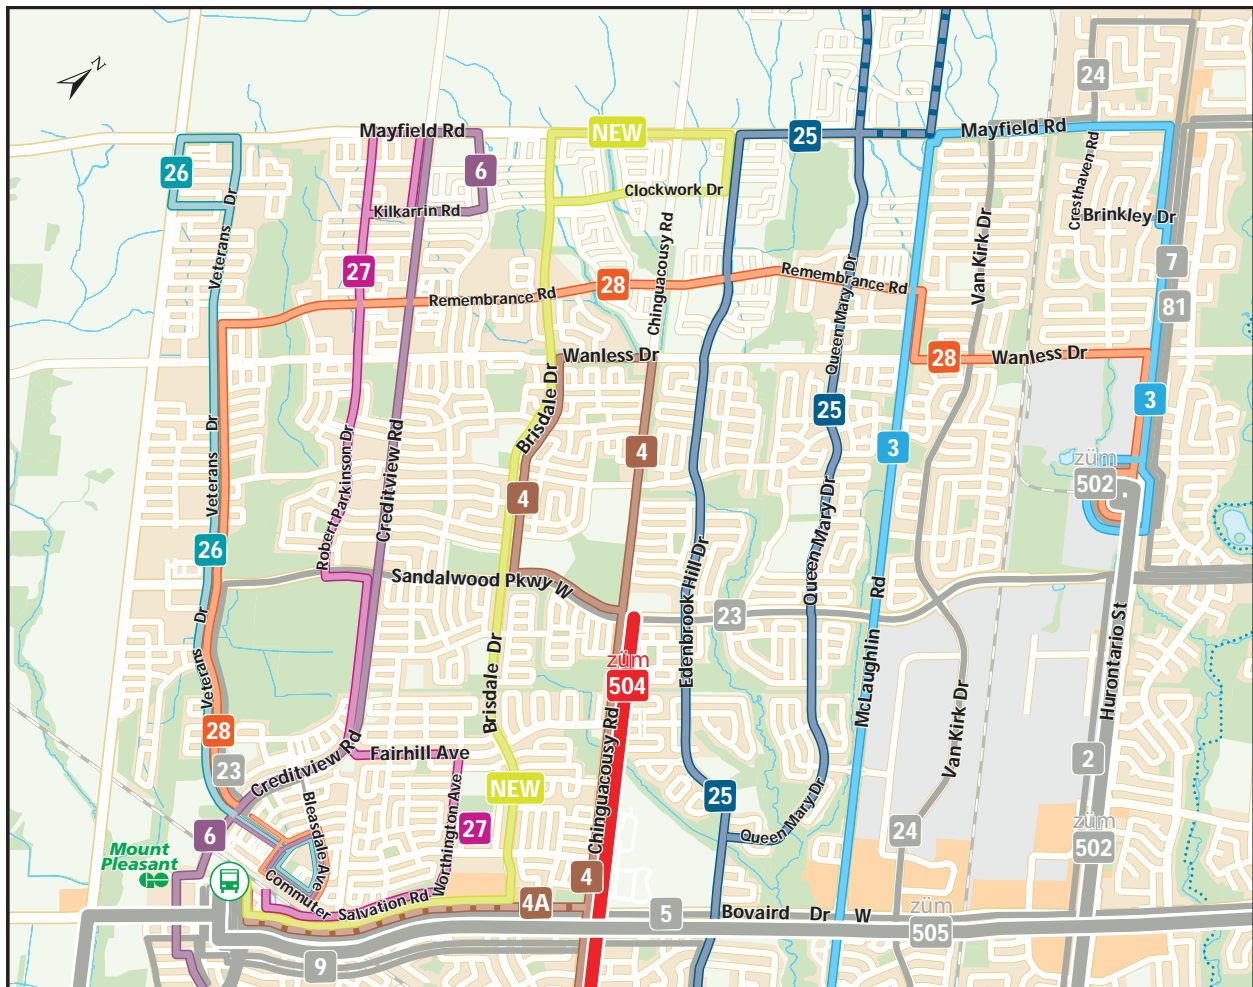 N
24
Mayfield Rd
NEW
25
Mayfield Rd
26
6
Cresthaven Rd
Clockwork Dr
Veterans Dr
Kilkarrin Rd
Brinkley Dr
Chinguacousy Rd
Van Kirk Dr
27
7
Remembrance Rd
28
Remembrance Rd
Queen Mary Dr
81
Wanless Dr
28
Wanless Dr
Brisdale Dr
25
3
Veterans Dr
Robert Parkinson Dr
Creditview Rd
4
3
züm
502
4
Queen Mary Dr
26
Edenbrook Hill Dr
Sandalwood Pkwy W
23
McLaughlin Rd
Hurontario St
Veterans Dr
Brisdale Dr
züm
504
Van Kirk Dr
28
Chinguacousy Rd
Fairhill Ave
2
23
Creditview Rd
NEW
25
Queen Mary Dr
Bleasdale Ave
Worthington Ave
27
24
züm
502
6
Mount
Pleasant
Commuter
4
Salvation Rd
4A
5
Bovaird Dr W
züm
505
9